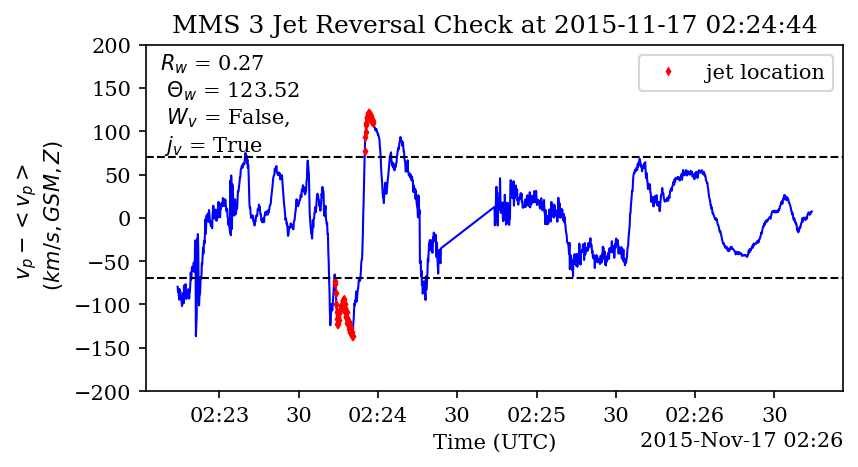 MMS 3 Jet Reversal Check at 2015-11-17 02:24:44
R_w = 0.27
Θ_w = 123.52
W_v = False,
j_v = True
jet location
v_p − < v_p >
(km/s, GSM, Z)
200
150
100
50
0
−50
−100
−150
−200
02:23 30 02:24 30 02:25 30 02:26 30
Time (UTC)
2015-Nov-17 02:26